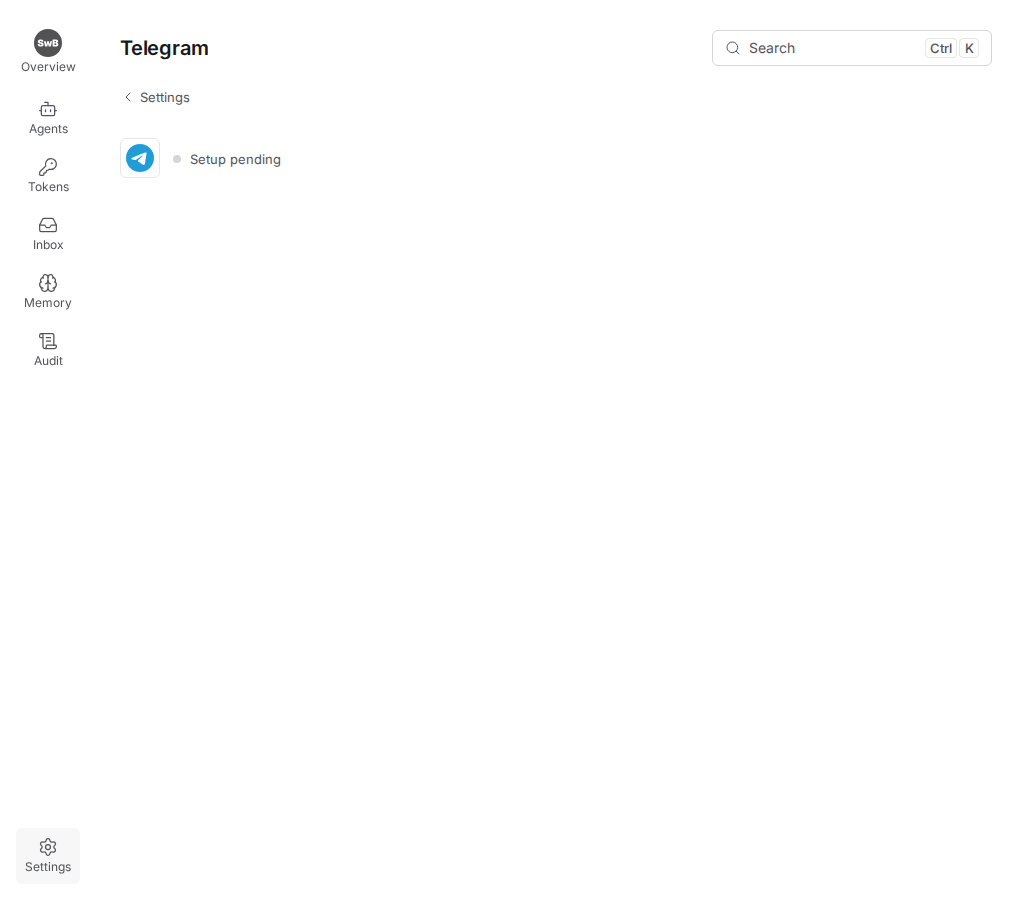 SwB
Overview
Agents
Tokens
Inbox
Memory
Audit
Settings
Telegram
Search
Ctrl K
Settings
Setup pending